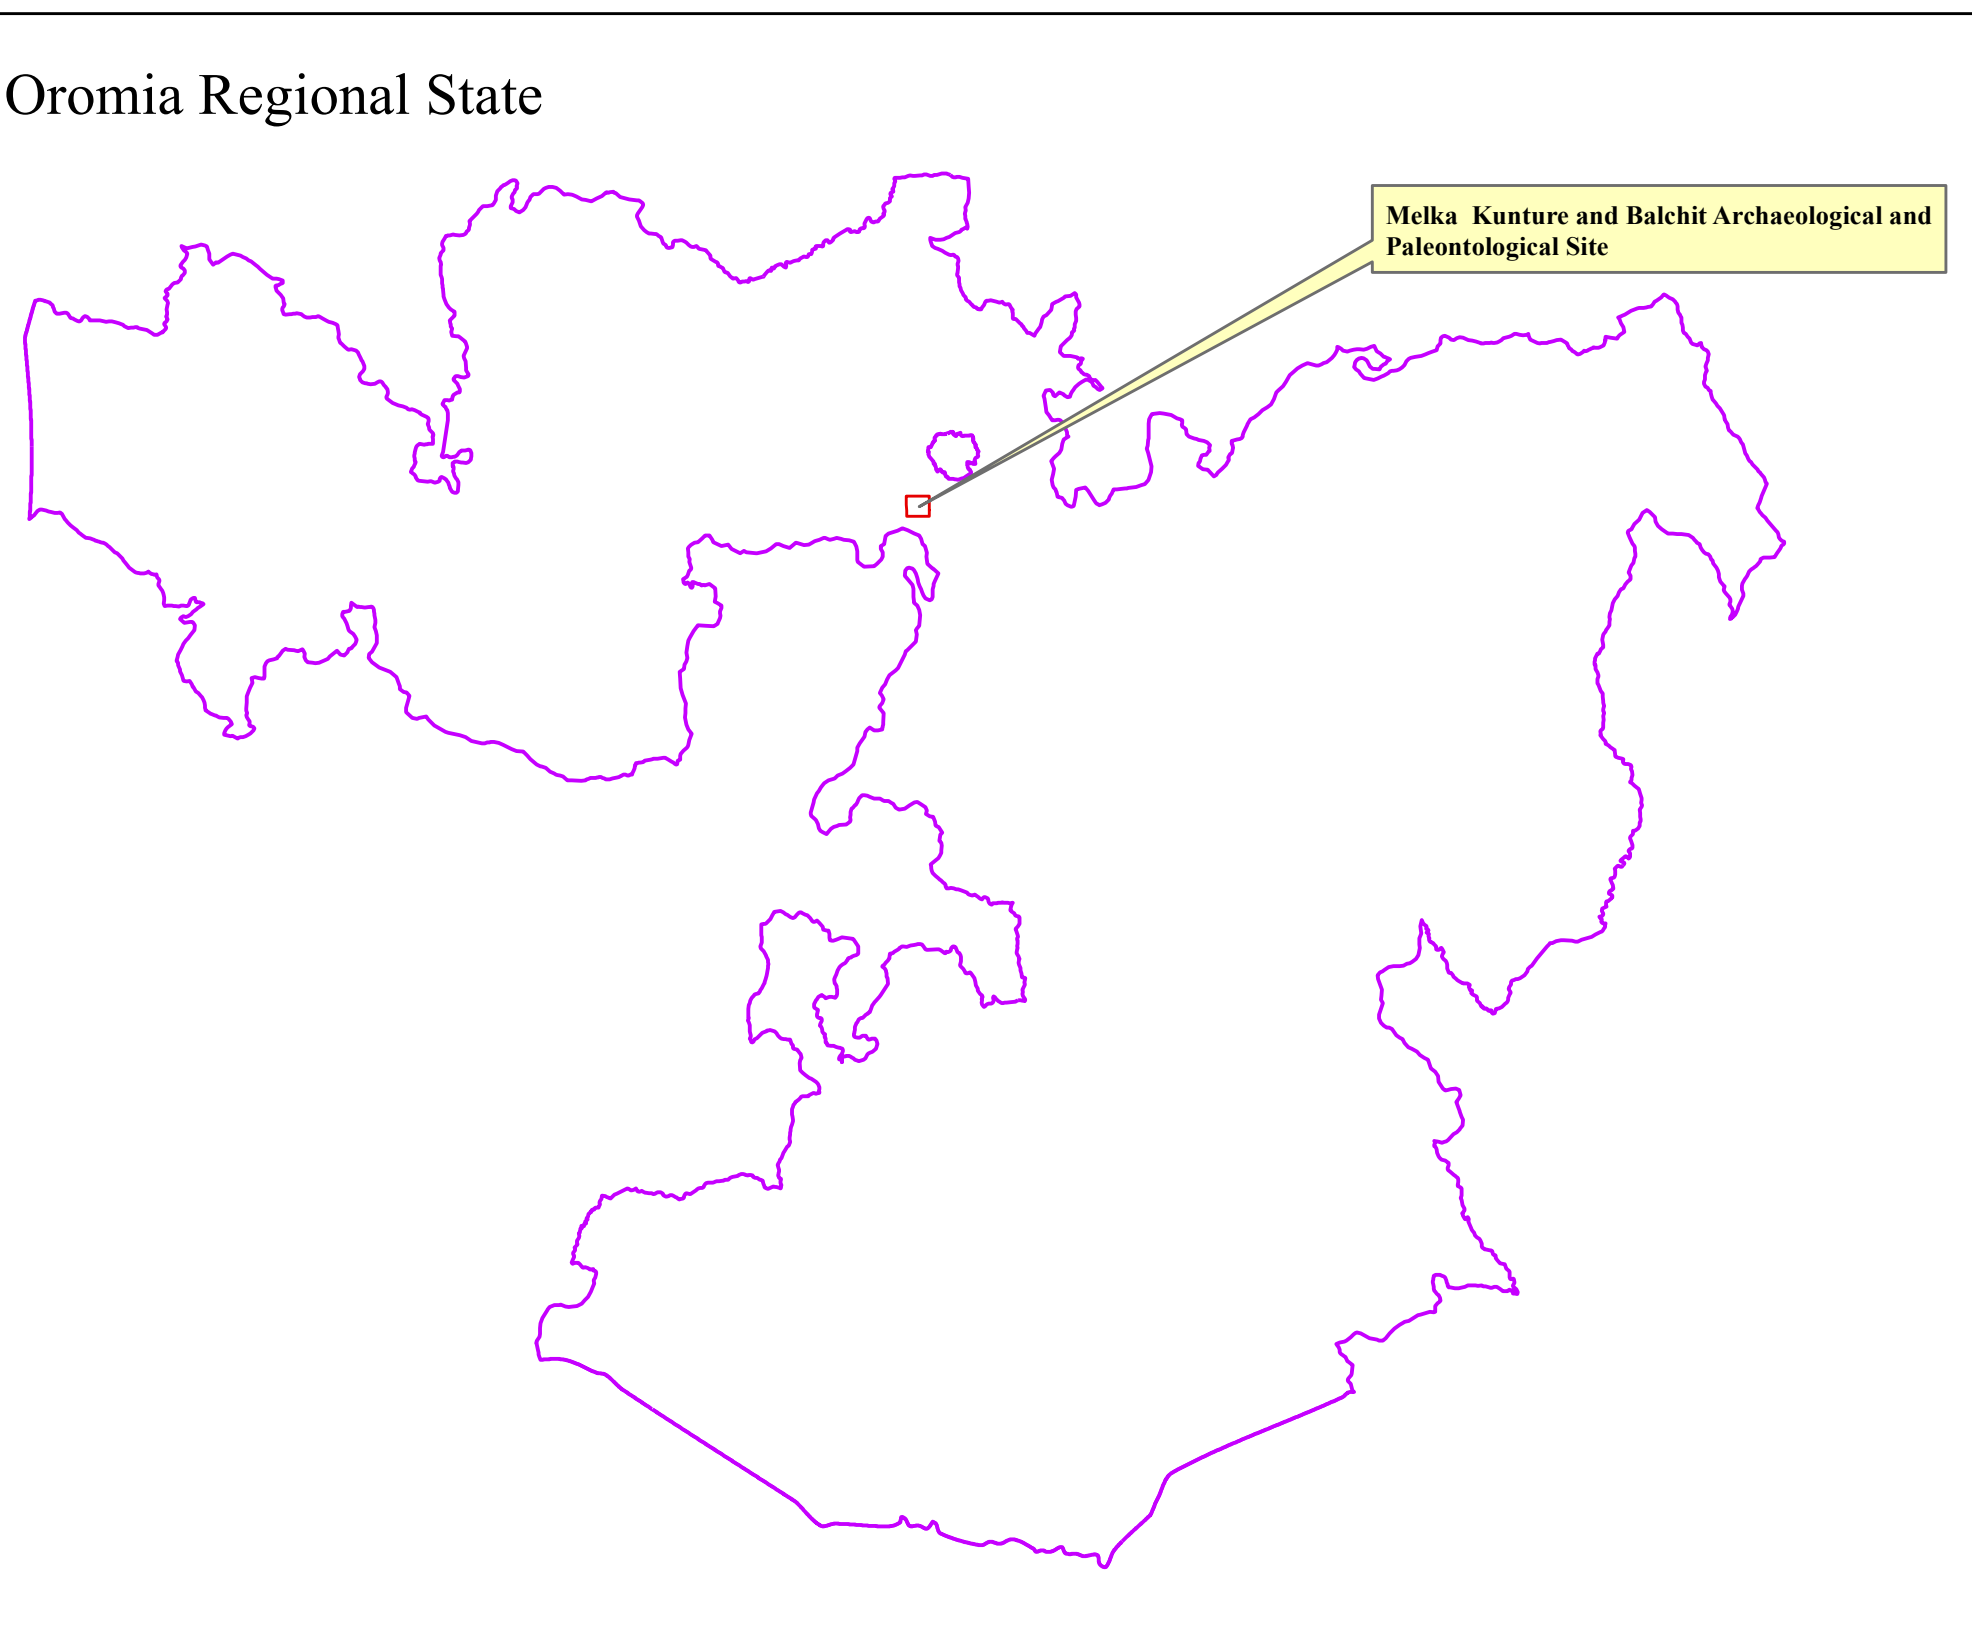 Oromia Regional State
Melka  Kunture and Balchit Archaeological and
Paleontological Site